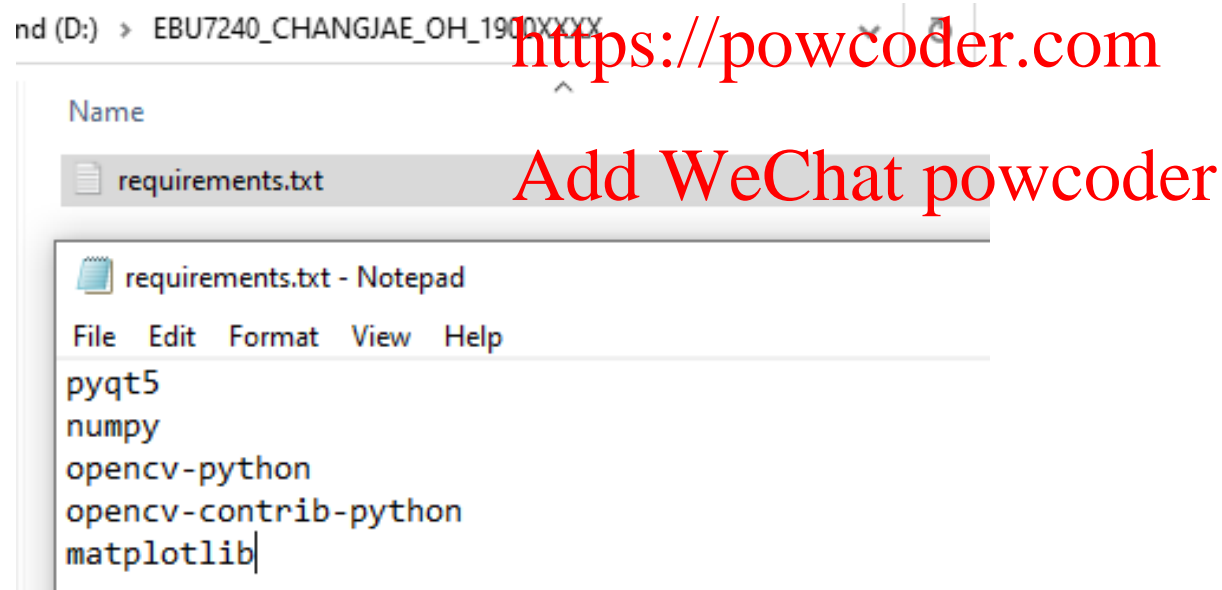 nd (D:) > EBU7240_CHANGJAE_OH_1900XXXX
https://powcoder.com
Name
requirements.txt
Add WeChat powcoder
requirements.txt - Notepad
File Edit Format View Help
pyqt5
numpy
opencv-python
opencv-contrib-python
matplotlib